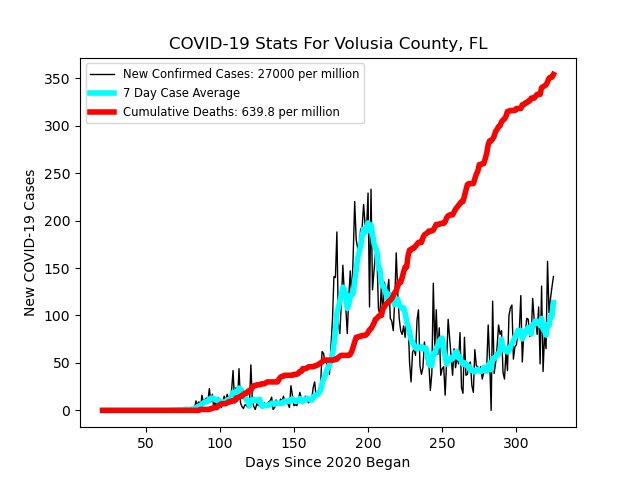 COVID-19 Stats For Volusia County, FL
New Confirmed Cases: 27000 per million
7 Day Case Average
Cumulative Deaths: 639.8 per million
New COVID-19 Cases
350
300
250
200
150
100
50
0
50 100 150 200 250 300
Days Since 2020 Began